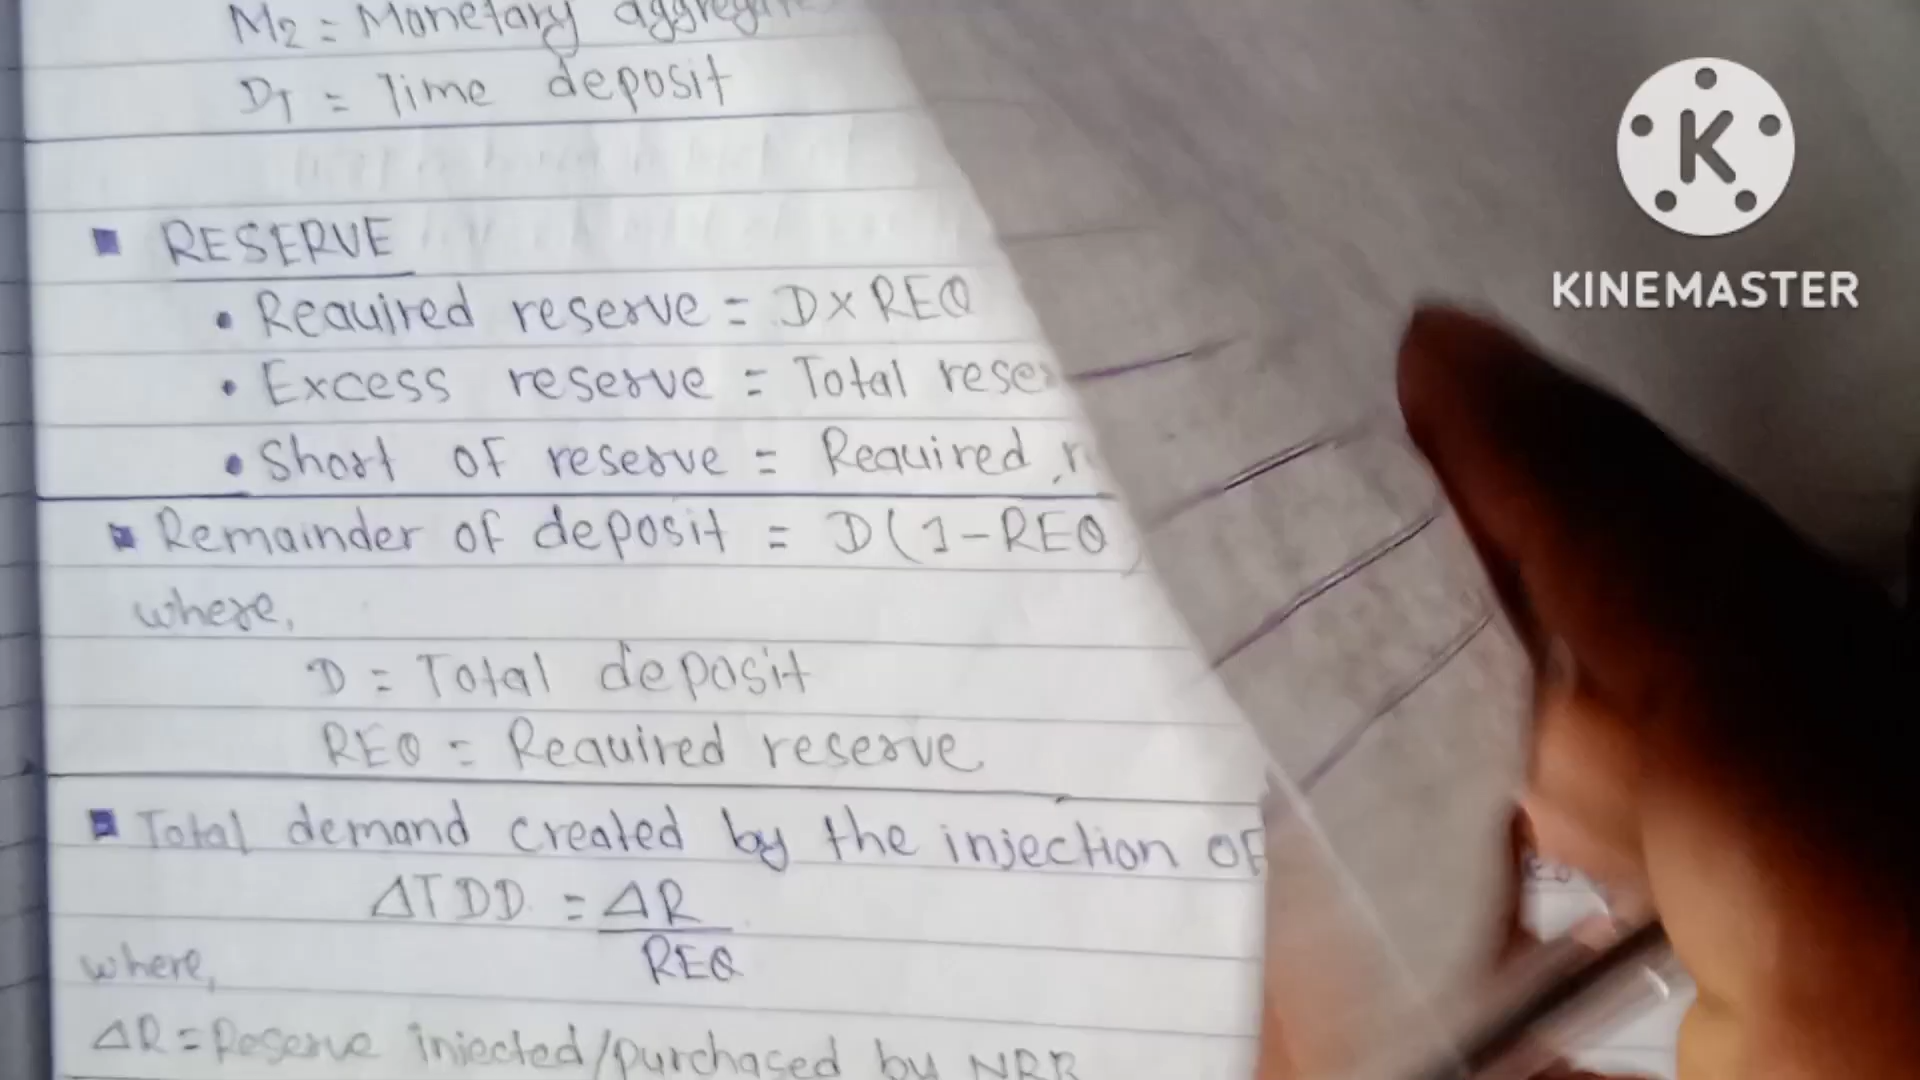 M2 = Monetary
DT = Time deposit
RESERVE
• Required reserve = D × REQ
• Excess reserve = Total
• Short of reserve = Required
Remainder of deposit = D(1-REQ)
where,
D = Total deposit
REQ = Required reserve
Total demand created by the injection of
ΔTDD = ΔR
REQ
where,
ΔR = Reserve injected/purchased by NRB
K
KINEMASTER